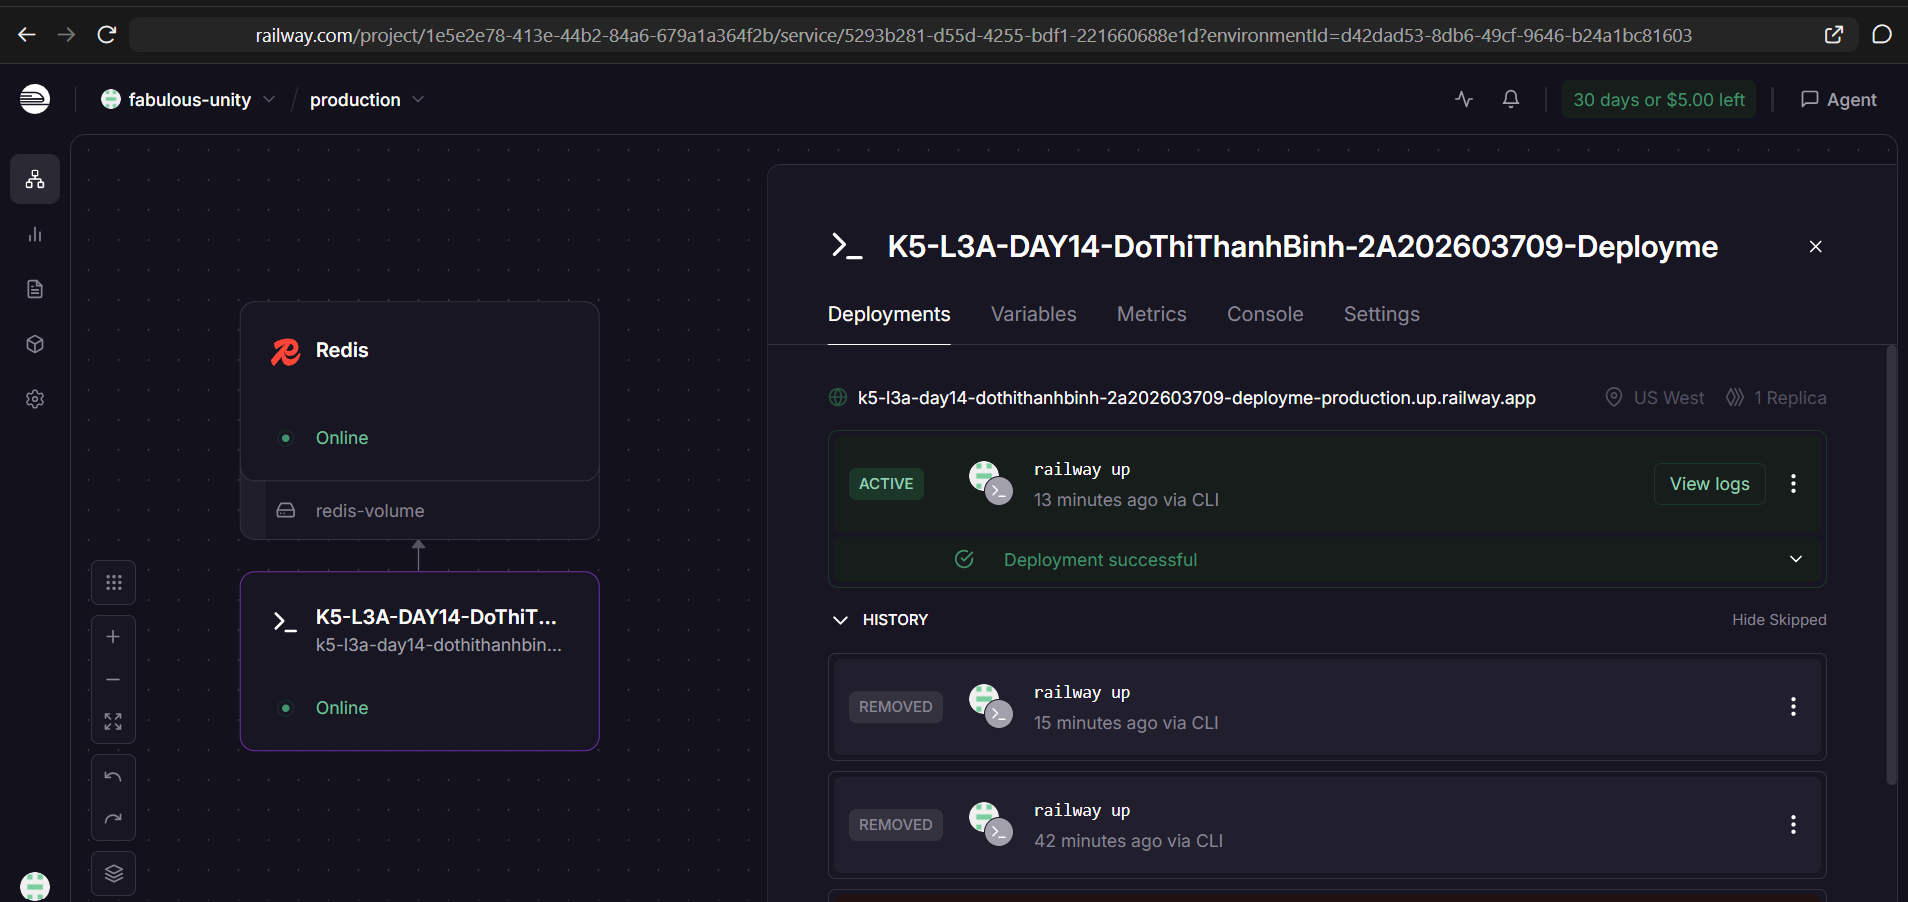 railway.com/project/1e5e2e78-413e-44b2-84a6-679a1a364f2b/service/5293b281-d55d-4255-bdf1-221660688e1d?environmentId=d42dad53-8db6-49cf-9646-b24a1bc81603
fabulous-unity / production
30 days or $5.00 left
Agent
Redis
Online
redis-volume
K5-L3A-DAY14-DoThiT...
k5-l3a-day14-dothithanhbin...
Online
K5-L3A-DAY14-DoThiThanhBinh-2A202603709-Deployme
Deployments Variables Metrics Console Settings
k5-l3a-day14-dothithanhbinh-2a202603709-deployme-production.up.railway.app
US West
1 Replica
ACTIVE
railway up
13 minutes ago via CLI
View logs
Deployment successful
HISTORY
Hide Skipped
REMOVED
railway up
15 minutes ago via CLI
REMOVED
railway up
42 minutes ago via CLI